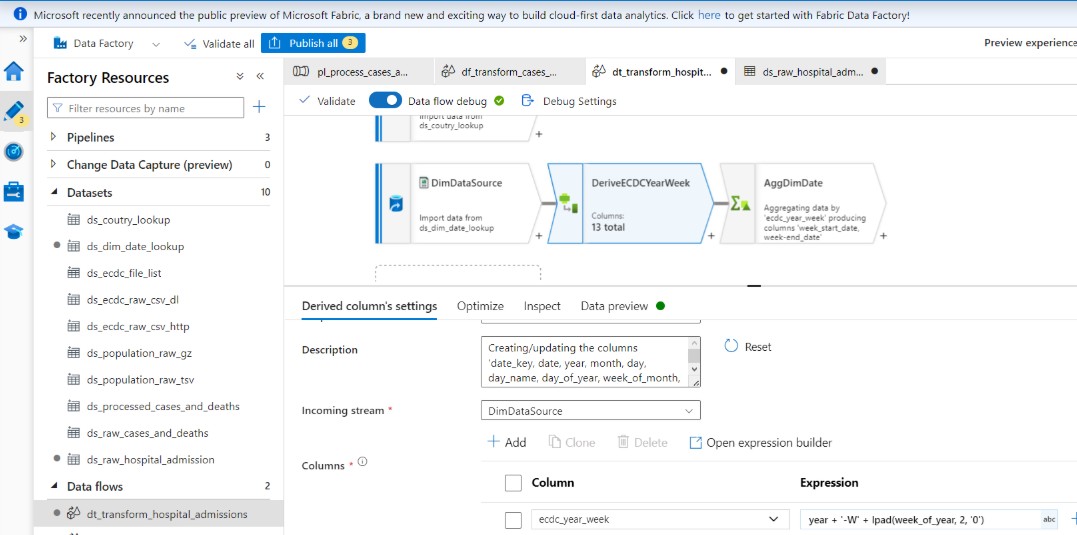 Microsoft recently announced the public preview of Microsoft Fabric, a brand new and exciting way to build cloud-first data analytics. Click here to get started with Fabric Data Factory!
Data Factory
Validate all
Publish all 3
Preview experience
Factory Resources
Filter resources by name
3
Pipelines 3
Change Data Capture (preview) 0
Datasets 10
ds_coutry_lookup
ds_dim_date_lookup
ds_ecdc_file_list
ds_ecdc_raw_csv_dl
ds_ecdc_raw_csv_http
ds_population_raw_gz
ds_population_raw_tsv
ds_processed_cases_and_deaths
ds_raw_cases_and_deaths
ds_raw_hospital_admission
Data flows 2
dt_transform_hospital_admissions
pl_process_cases_a...
df_transform_cases_...
dt_transform_hospit...
ds_raw_hospital_adm...
Validate
Data flow debug
Debug Settings
Import data from
ds_coutry_lookup
DimDataSource
Import data from
ds_dim_date_lookup
DeriveECDCYearWeek
Columns:
13 total
AggDimDate
Aggregating data by
'ecdc_year_week' producing
columns 'week_start_date,
week-end_date'
Derived column's settings
Optimize
Inspect
Data preview
Description
Creating/updating the columns
'date_key, date, year, month, day,
day_name, day_of_year, week_of_month,
Reset
Incoming stream *
DimDataSource
Add
Clone
Delete
Open expression builder
Columns *
Column
Expression
ecdc_year_week
year + '-W' + lpad(week_of_year, 2, '0')
abc